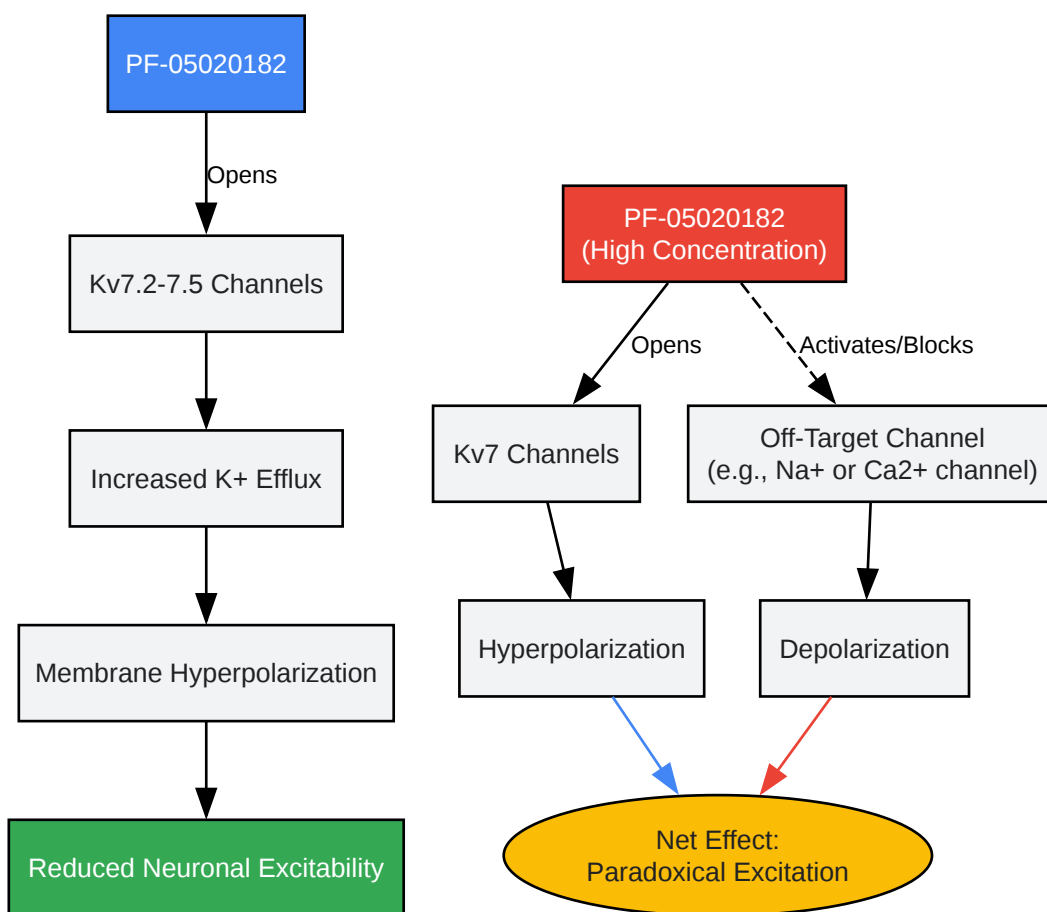 PF-05020182
Opens
Kv7.2-7.5 Channels
Increased K+ Efflux
Membrane Hyperpolarization
Reduced Neuronal Excitability
PF-05020182
(High Concentration)
Opens
Activates/Blocks
Kv7 Channels
Off-Target Channel
(e.g., Na+ or Ca2+ channel)
Hyperpolarization
Depolarization
Net Effect:
Paradoxical Excitation